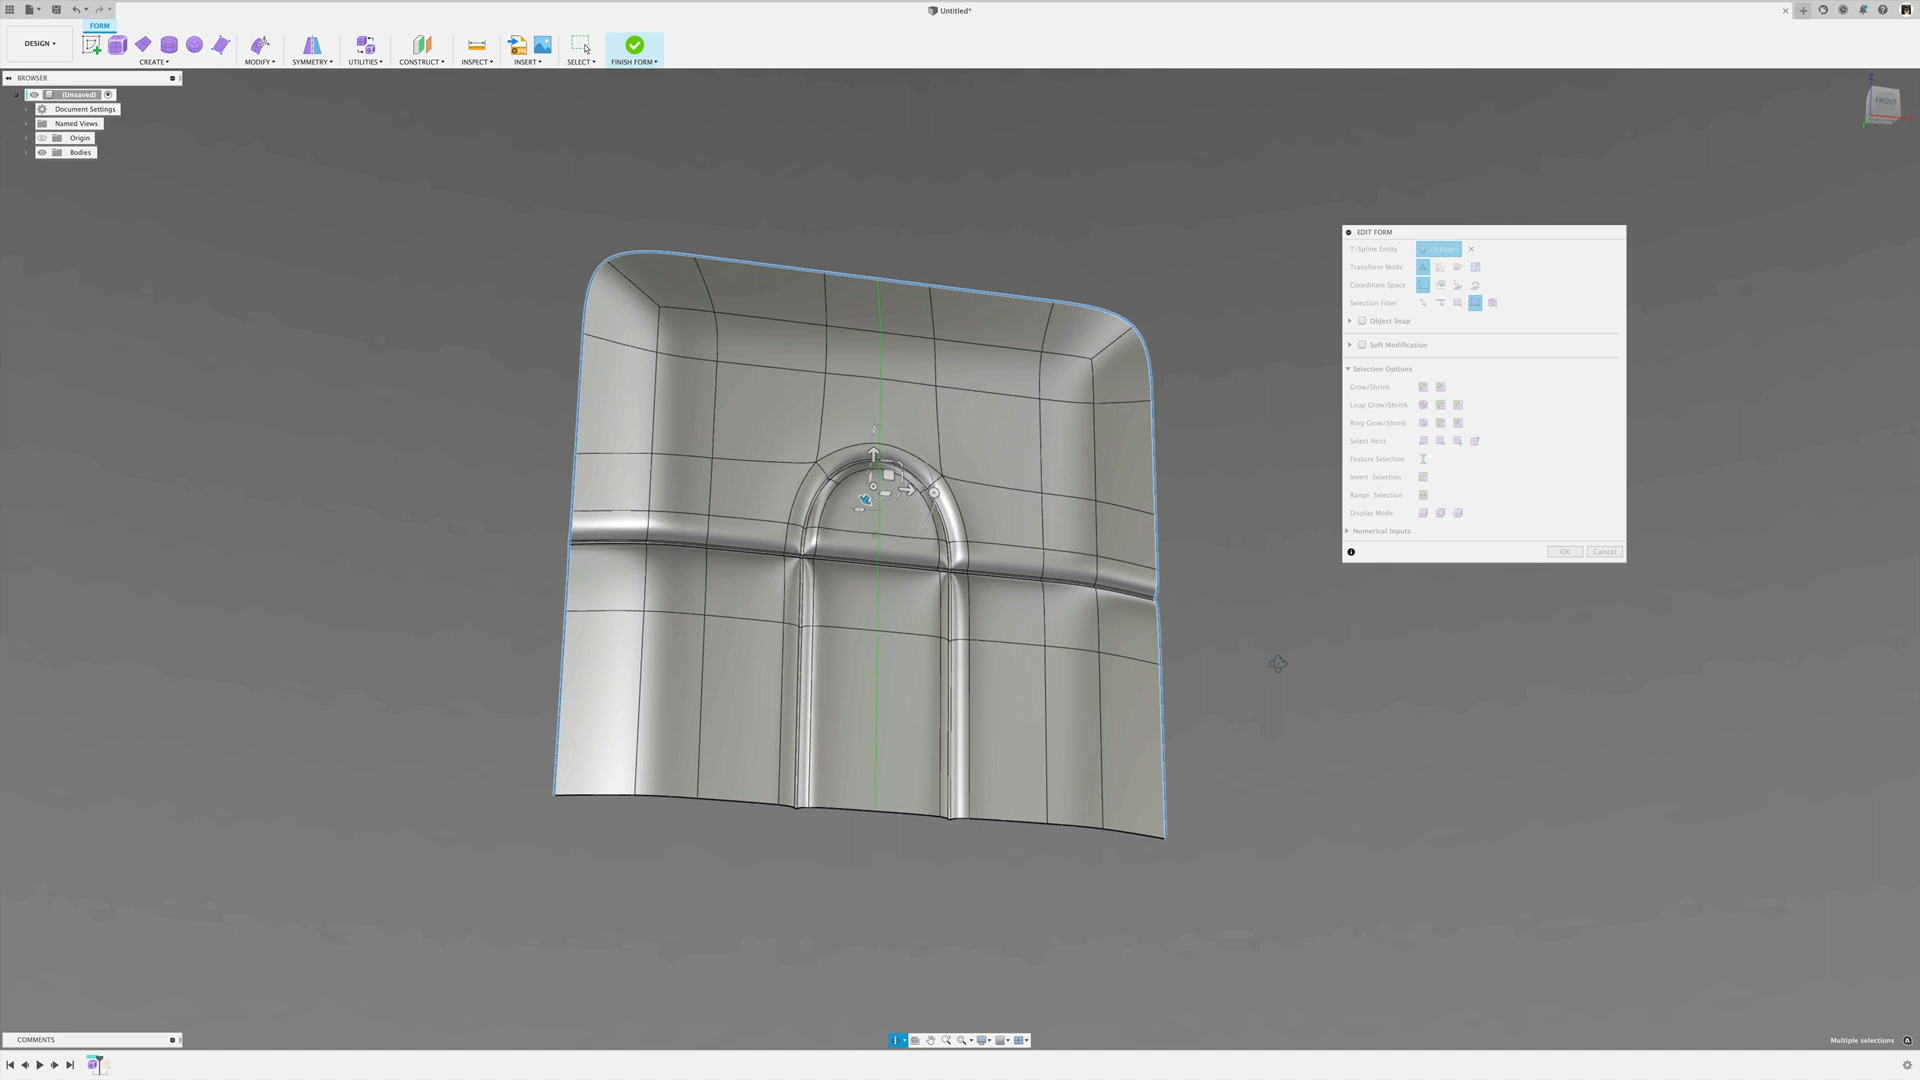 Untitled*
FORM
DESIGN
CREATE
MODIFY
SYMMETRY
UTILITIES
CONSTRUCT
INSPECT
INSERT
SELECT
FINISH FORM
BROWSER
(Unsaved)
Document Settings
Named Views
Origin
Bodies
Z
FRONT
EDIT FORM
T-Spline Entity
24 Edges
Transform Mode
Coordinate Space
Selection Filter
Object Snap
Soft Modification
Selection Options
Grow/Shrink
Loop Grow/Shrink
Ring Grow/Shrink
Select Next
Feature Selection
Invert Selection
Range Selection
Display Mode
Numerical Inputs
OK
Cancel
COMMENTS
Multiple selections